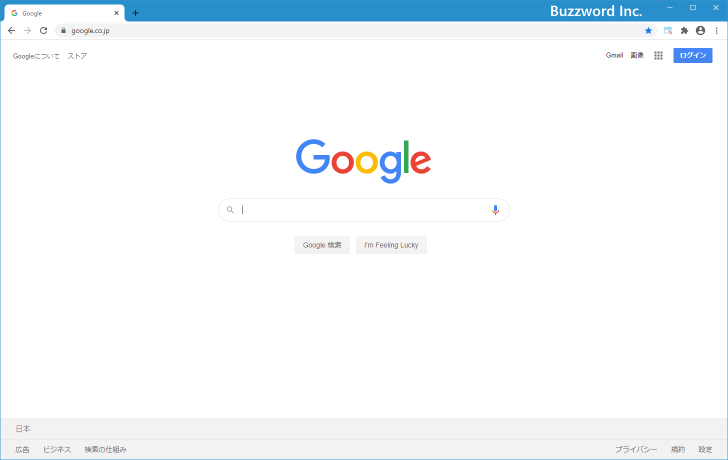 Buzzword Inc.
Google
google.co.jp
Googleについて ストア
Gmail 画像 ログイン
Google
Google 検索 I'm Feeling Lucky
日本
広告 ビジネス 検索の仕組み プライバシー 規約 設定